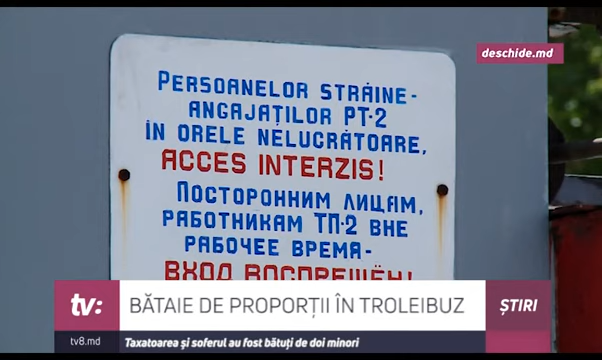 deschide.md
PERSOANELOR STRĂINE-
ANGAJAȚILOR PT-2
ÎN ORELE NELUCRĂTOARE,
ACCES INTERZIS!
ПОСТОРОННИМ ЛИЦАМ,
РАБОТНИКАМ ТП-2 ВНЕ
РАБОЧЕЕ ВРЕМЯ-
ВХОД ВОСПРЕЩЁН!
tv: BĂTAIE DE PROPORȚII ÎN TROLEIBUZ ȘTIRI
tv8.md Taxatoarea și soferul au fost bătuți de doi minori